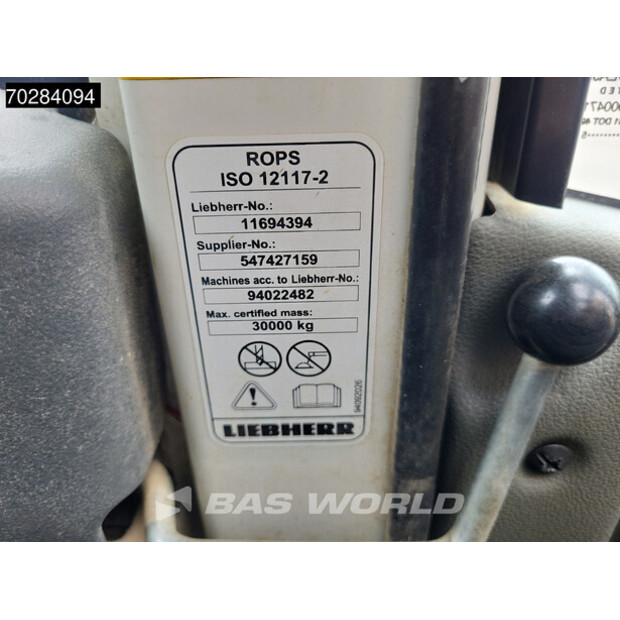 70284094
ROPS
ISO 12117-2
Liebherr-No.:
11694394
Supplier-No.:
547427159
Machines acc. to Liebherr-No.:
94022482
Max. certified mass:
30000 kg
94092026
LIEBHERR
BAS WORLD